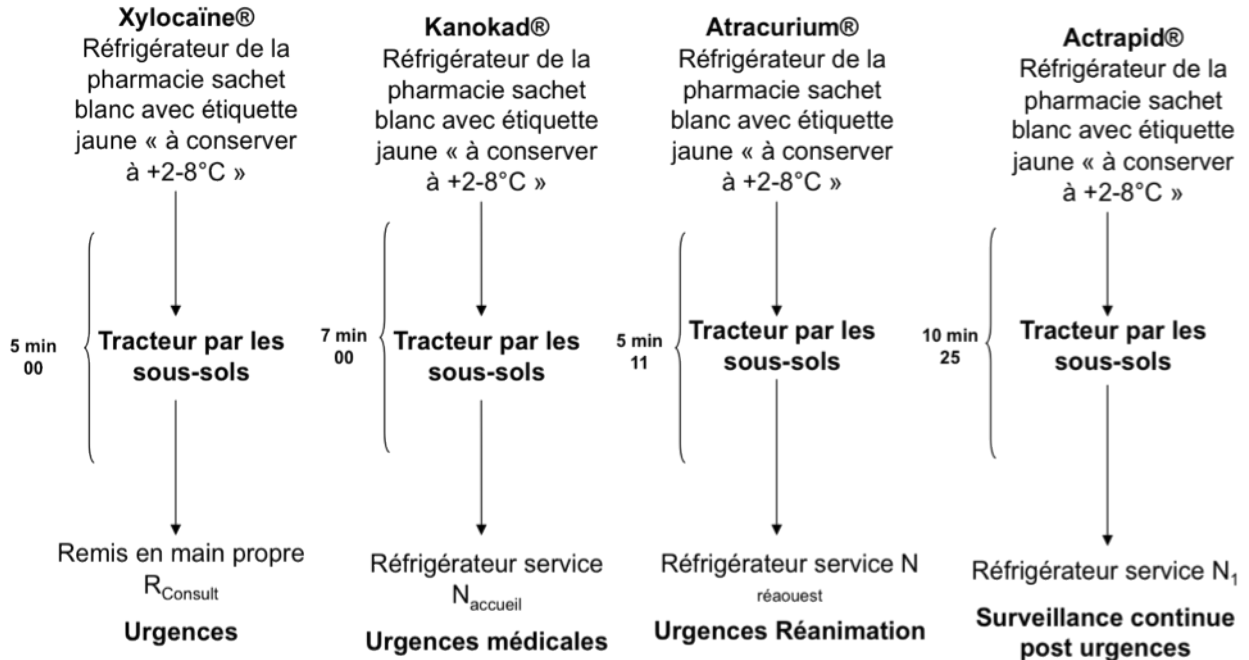 Xylocaïne®
Réfrigérateur de la
pharmacie sachet
blanc avec étiquette
jaune « à conserver
à +2-8°C »
5 min
00
Tracteur par les
sous-sols
Remis en main propre
RConsult
Urgences
Kanokad®
Réfrigérateur de la
pharmacie sachet
blanc avec étiquette
jaune « à conserver
à +2-8°C »
7 min
00
Tracteur par les
sous-sols
Réfrigérateur service
Naccueil
Urgences médicales
Atracurium®
Réfrigérateur de la
pharmacie sachet
blanc avec étiquette
jaune « à conserver
à +2-8°C »
5 min
11
Tracteur par les
sous-sols
Réfrigérateur service N
réaouest
Urgences Réanimation
Actrapid®
Réfrigérateur de la
pharmacie sachet
blanc avec étiquette
jaune « à conserver
à +2-8°C »
10 min
25
Tracteur par les
sous-sols
Réfrigérateur service N₁
Surveillance continue
post urgences